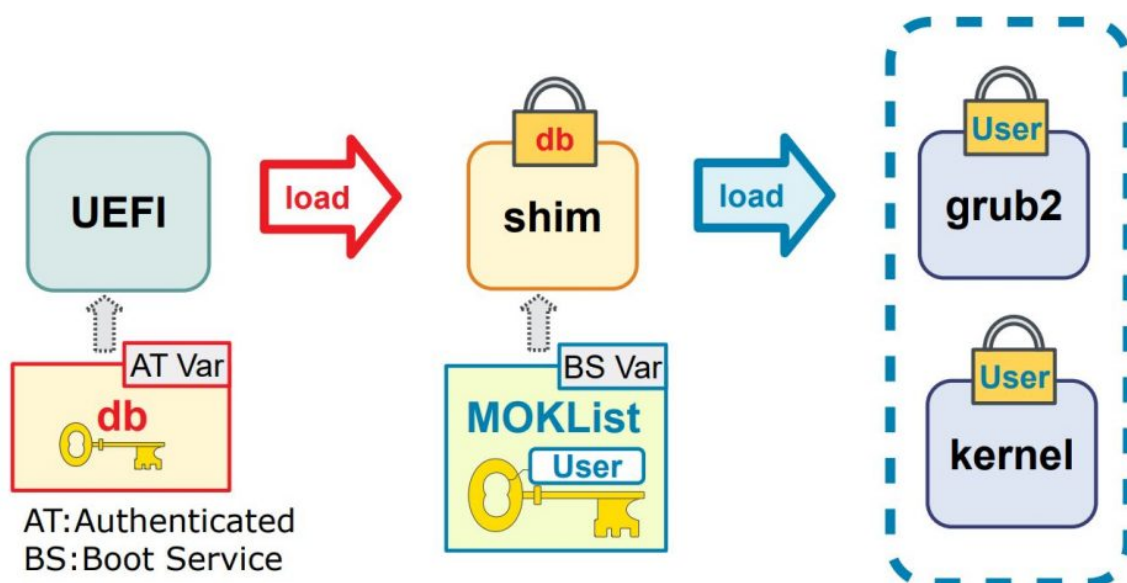 UEFI
load
db
shim
load
User
grub2
User
kernel
AT Var
db
BS Var
MOKList
User
AT:Authenticated
BS:Boot Service